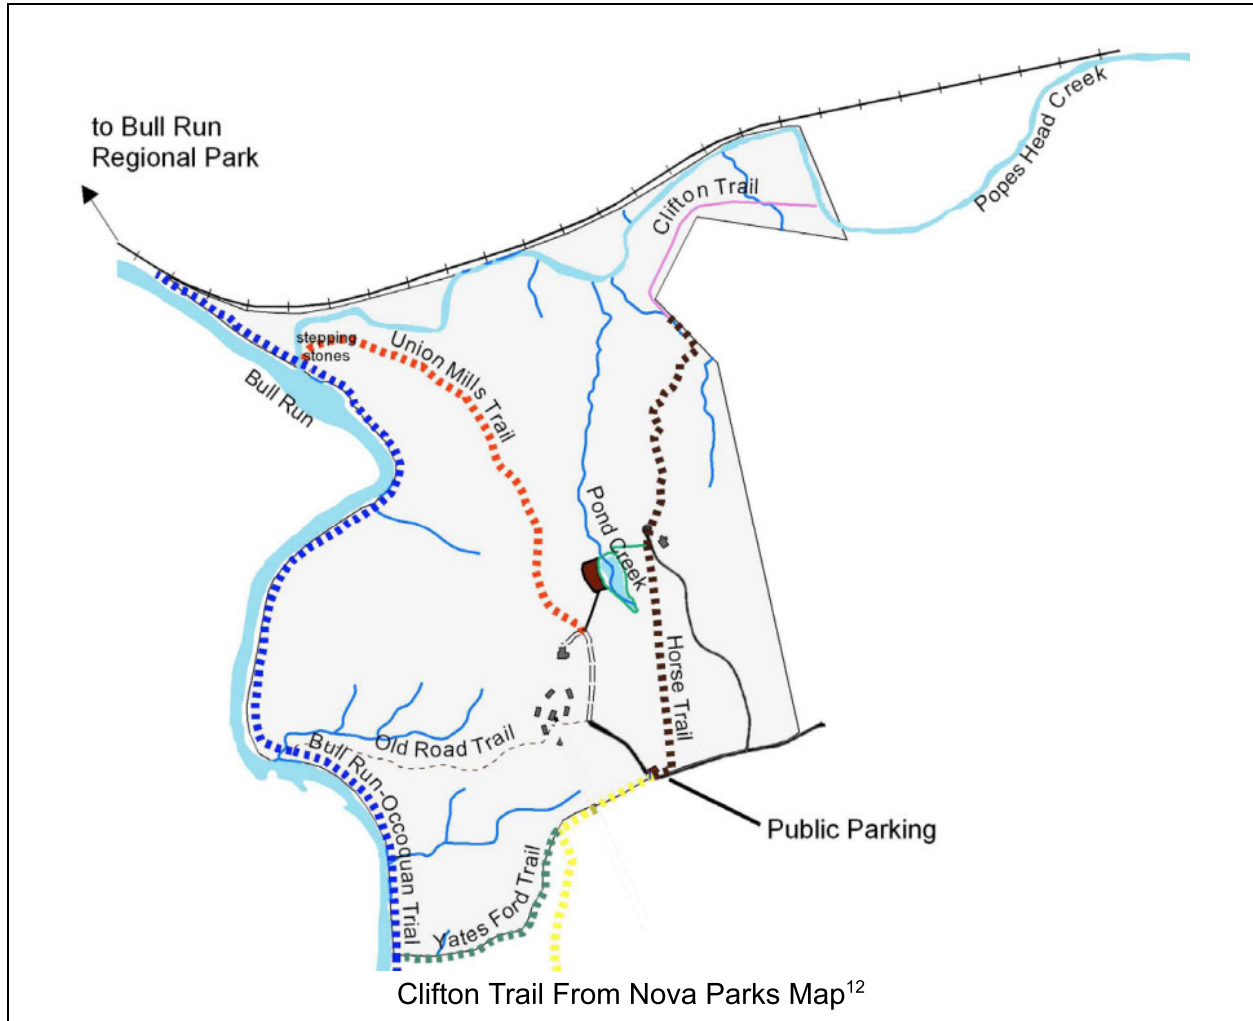 to Bull Run
Regional Park
Popes Head Creek
Clifton Trail
stepping
stones
Union Mills Trail
Bull Run
Pond Creek
Horse Trail
Old Road Trail
Bull Run-Occoquan Trial
Public Parking
Yates Ford Trail
Clifton Trail From Nova Parks Map12